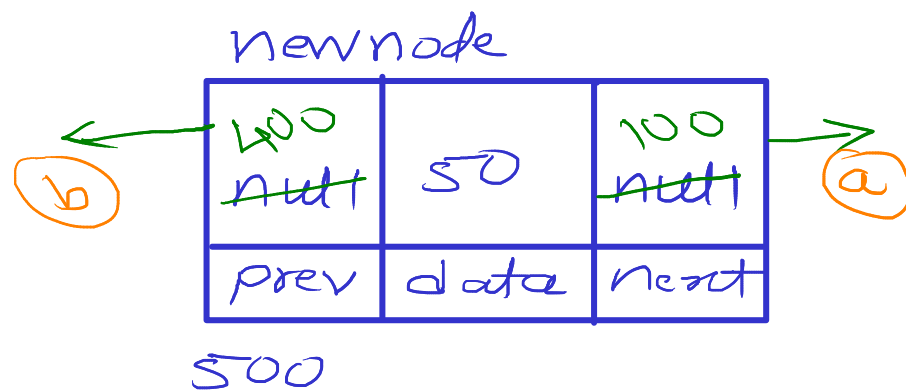 newnode
400 50 100
null null
b a
prev data next
500